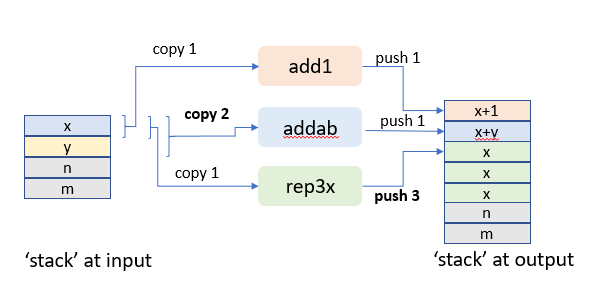 copy 1
add1
push 1
copy 2
addab
push 1
copy 1
rep3x
push 3
x
y
n
m
x+1
x+y
x
x
x
n
m
'stack' at input
'stack' at output